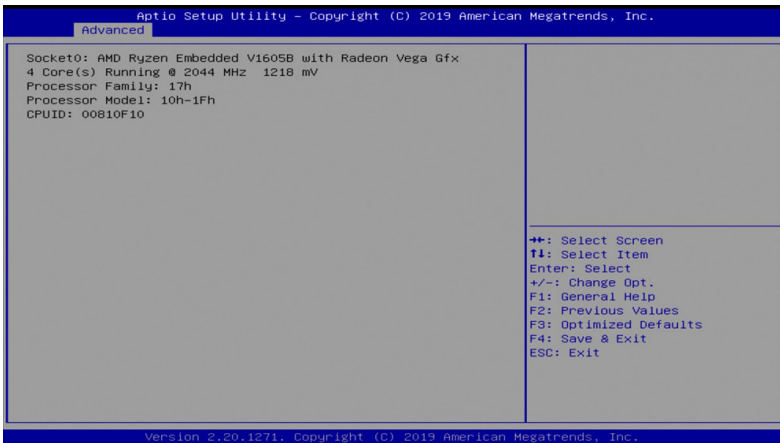 Aptio Setup Utility – Copyright (C) 2019 American Megatrends, Inc.
Advanced
Socket0: AMD Ryzen Embedded V1605B with Radeon Vega Gfx
4 Core(s) Running @ 2044 MHz  1218 mV
Processor Family: 17h
Processor Model: 10h-1Fh
CPUID: 00810F10
→←: Select Screen
↑↓: Select Item
Enter: Select
+/-: Change Opt.
F1: General Help
F2: Previous Values
F3: Optimized Defaults
F4: Save & Exit
ESC: Exit
Version 2.20.1271. Copyright (C) 2019 American Megatrends, Inc.